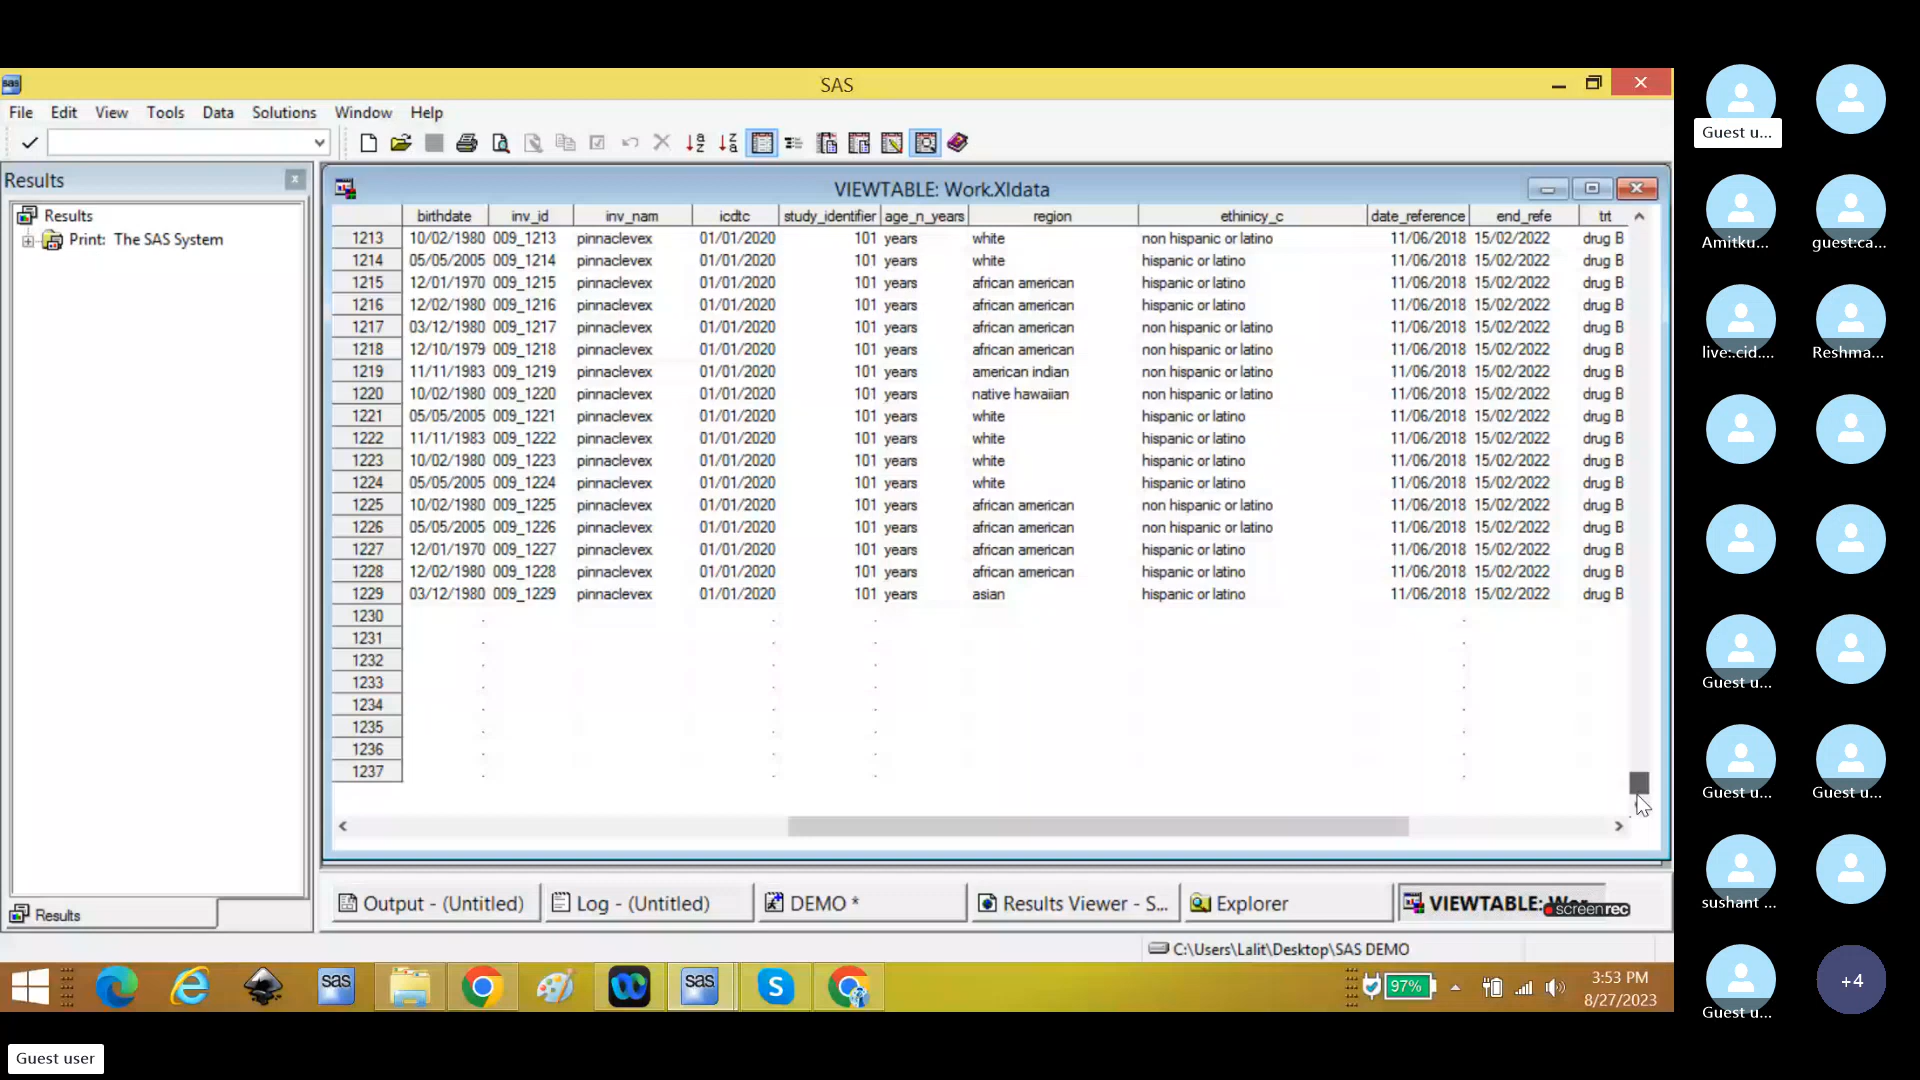 SAS
File Edit View Tools Data Solutions Window Help
Results
Results
Print: The SAS System
Results
VIEWTABLE: Work.Xldata
birthdate inv_id inv_nam icdtc study_identifier age_n_years region ethinicy_c date_reference end_refe trt
1213 10/02/1980 009_1213 pinnaclevex 01/01/2020 101 years white non hispanic or latino 11/06/2018 15/02/2022 drug B
1214 05/05/2005 009_1214 pinnaclevex 01/01/2020 101 years white hispanic or latino 11/06/2018 15/02/2022 drug B
1215 12/01/1970 009_1215 pinnaclevex 01/01/2020 101 years african american hispanic or latino 11/06/2018 15/02/2022 drug B
1216 12/02/1980 009_1216 pinnaclevex 01/01/2020 101 years african american hispanic or latino 11/06/2018 15/02/2022 drug B
1217 03/12/1980 009_1217 pinnaclevex 01/01/2020 101 years african american non hispanic or latino 11/06/2018 15/02/2022 drug B
1218 12/10/1979 009_1218 pinnaclevex 01/01/2020 101 years african american non hispanic or latino 11/06/2018 15/02/2022 drug B
1219 11/11/1983 009_1219 pinnaclevex 01/01/2020 101 years american indian non hispanic or latino 11/06/2018 15/02/2022 drug B
1220 10/02/1980 009_1220 pinnaclevex 01/01/2020 101 years native hawaiian non hispanic or latino 11/06/2018 15/02/2022 drug B
1221 05/05/2005 009_1221 pinnaclevex 01/01/2020 101 years white hispanic or latino 11/06/2018 15/02/2022 drug B
1222 11/11/1983 009_1222 pinnaclevex 01/01/2020 101 years white hispanic or latino 11/06/2018 15/02/2022 drug B
1223 10/02/1980 009_1223 pinnaclevex 01/01/2020 101 years white hispanic or latino 11/06/2018 15/02/2022 drug B
1224 05/05/2005 009_1224 pinnaclevex 01/01/2020 101 years white hispanic or latino 11/06/2018 15/02/2022 drug B
1225 10/02/1980 009_1225 pinnaclevex 01/01/2020 101 years african american non hispanic or latino 11/06/2018 15/02/2022 drug B
1226 05/05/2005 009_1226 pinnaclevex 01/01/2020 101 years african american non hispanic or latino 11/06/2018 15/02/2022 drug B
1227 12/01/1970 009_1227 pinnaclevex 01/01/2020 101 years african american hispanic or latino 11/06/2018 15/02/2022 drug B
1228 12/02/1980 009_1228 pinnaclevex 01/01/2020 101 years african american hispanic or latino 11/06/2018 15/02/2022 drug B
1229 03/12/1980 009_1229 pinnaclevex 01/01/2020 101 years asian hispanic or latino 11/06/2018 15/02/2022 drug B
1230 . . . .
1231 . . . .
1232 . . . .
1233 . . . .
1234 . . . .
1235 . . . .
1236 . . . .
1237 . . . .
Output - (Untitled) Log - (Untitled) DEMO * Results Viewer - S... Explorer VIEWTABLE: Wor
screenrec
C:\Users\Lalit\Desktop\SAS DEMO
sas sas 97% 3:53 PM
8/27/2023
Guest u...
Amitku... guest:ca...
live:.cid.... Reshma...
Guest u...
Guest u... Guest u...
sushant ...
+4
Guest u...
Guest user